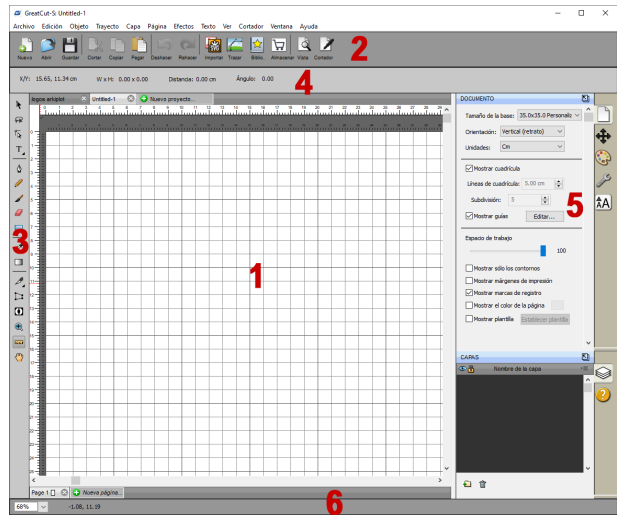 GreatCut-S: Untitled-1
Archivo Edición Objeto Trayecto Capa Página Efectos Texto Ver Cortador Ventana Ayuda
Nuevo Abrir Guardar Cortar Copiar Pegar Deshacer Rehacer Importar Trazar Biblio. Almacenar Vista Cortador
2
X/Y: 15.65, 11.34 cm W x H: 0.00 x 0.00 Distancia: 0.00 cm Ángulo: 0.00
4
logos arkiplot Untitled-1 Nuevo proyecto...
DOCUMENTO
Tamaño de la base: 35.0x35.0 Personaliz
Orientación: Vertical (retrato)
Unidades: Cm
Mostrar cuadrícula
Líneas de cuadrícula: 5.00 cm
Subdivisión: 5
Mostrar guías Editar...
5
Espacio de trabajo
100
Mostrar sólo los contornos
Mostrar márgenes de impresión
Mostrar marcas de registro
Mostrar el color de la página
Mostrar plantilla Establecer plantilla
3
1
CAPAS
Nombre de la capa
Page 1 Nueva página...
68% -1.08, 11.19
6